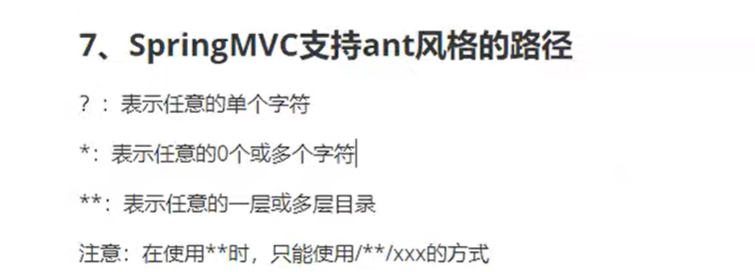 7、SpringMVC支持ant风格的路径
？：表示任意的单个字符
*：表示任意的0个或多个字符
**：表示任意的一层或多层目录
注意：在使用**时，只能使用/**/xxx的方式